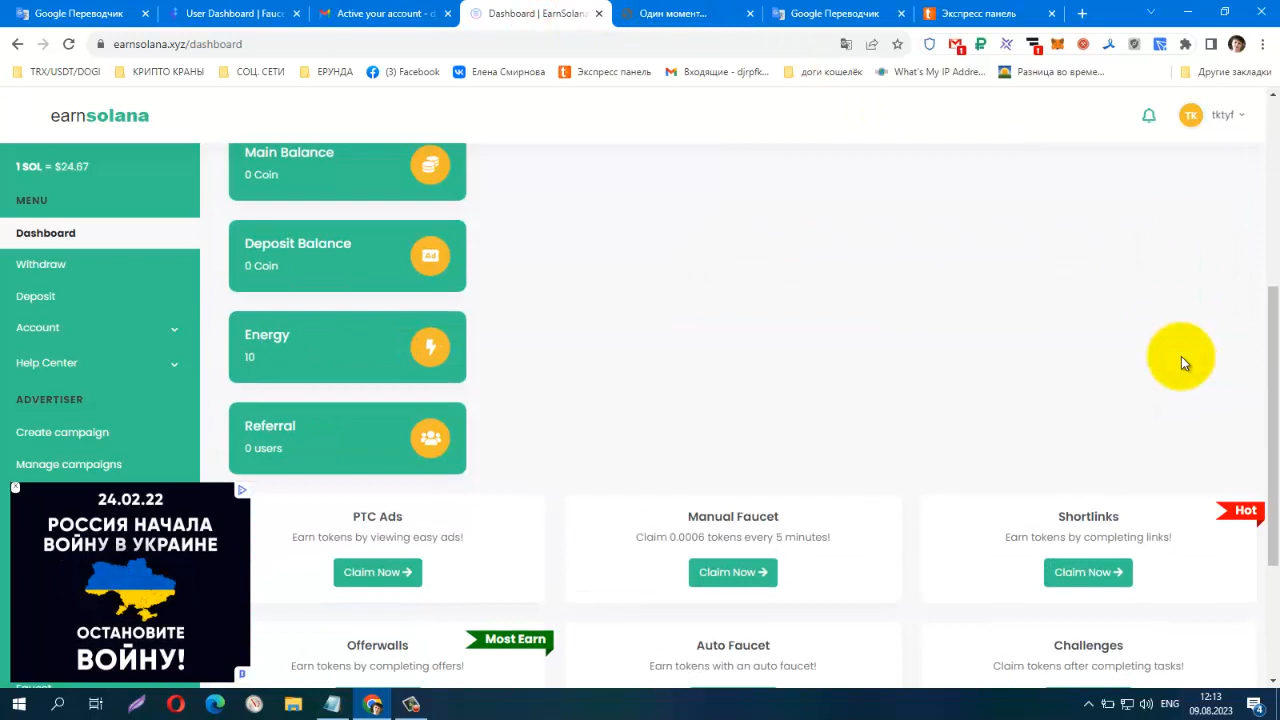 Google Переводчик
User Dashboard | Fauce
Active your account - d
Dashboard | EarnSolana
Один момент…
Google Переводчик
Экспресс панель
earnsolana.xyz/dashboard
1
1
TRX/USDT/DOGI
КРИПТО КРАНЫ
СОЦ. СЕТИ
ЕРУНДА
(3) Facebook
Елена Смирнова
Экспресс панель
Входящие - djrpfk...
доги кошелёк
What's My IP Addre...
Разница во време...
Другие закладки
earnsolana
TK
tktyf
1 SOL = $24.67
MENU
Dashboard
Withdraw
Deposit
Account
Help Center
ADVERTISER
Create campaign
Manage campaigns
Faucet
Main Balance
0 Coin
Deposit Balance
0 Coin
Ad
Energy
10
Referral
0 users
24.02.22
РОССИЯ НАЧАЛА
ВОЙНУ В УКРАИНЕ
ОСТАНОВИТЕ
ВОЙНУ!
PTC Ads
Earn tokens by viewing easy ads!
Claim Now →
Manual Faucet
Claim 0.0006 tokens every 5 minutes!
Claim Now →
Hot
Shortlinks
Earn tokens by completing links!
Claim Now →
Most Earn
Offerwalls
Earn tokens by completing offers!
Auto Faucet
Earn tokens with an auto faucet!
Challenges
Claim tokens after completing tasks!
ENG
12:13
09.08.2023
4